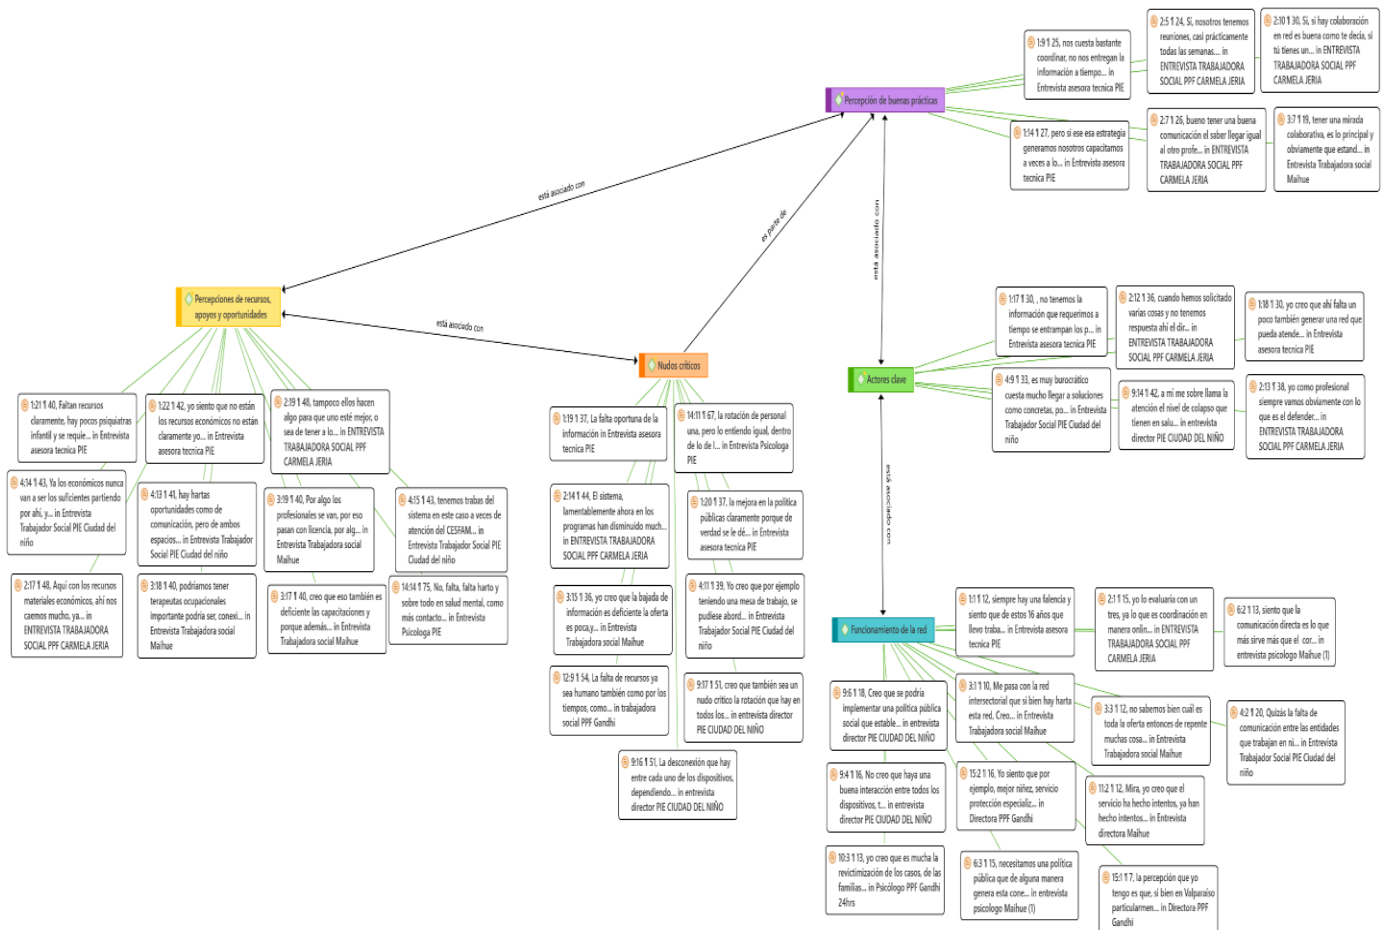 Percepción de buenas prácticas
1:9 ¶ 25, nos cuesta bastante
coordinar, no nos entregan la
información a tiempo... in
Entrevista asesora tecnica PIE
2:5 ¶ 24, Sí, nosotros tenemos
reuniones, casi prácticamente
todas las semanas... in
ENTREVISTA TRABAJADORA
SOCIAL PPF CARMELA JERIA
2:10 ¶ 30, Si, si hay colaboración
en red es buena como te decía, si
tú tienes un... in ENTREVISTA
TRABAJADORA SOCIAL PPF
CARMELA JERIA
1:14 ¶ 27, pero si ese esa estrategia
generamos nosotros capacitamos
a veces a lo... in Entrevista asesora
tecnica PIE
2:7 ¶ 26, bueno tener una buena
comunicación el saber llegar igual
al otro profe... in ENTREVISTA
TRABAJADORA SOCIAL PPF
CARMELA JERIA
3:7 ¶ 19, tener una mirada
colaborativa, es lo principal y
obviamente que estand... in
Entrevista Trabajadora social
Maihue
está asociado con
es parte de
está asociado con
Percepciones de recursos,
apoyos y oportunidades
está asociado con
Nudos críticos
Actores clave
1:17 ¶ 30, , no tenemos la
información que requerimos a
tiempo se entrampan los p... in
Entrevista asesora tecnica PIE
2:12 ¶ 36, cuando hemos solicitado
varias cosas y no tenemos
respuesta ahí el dir... in
ENTREVISTA TRABAJADORA
SOCIAL PPF CARMELA JERIA
1:18 ¶ 30, yo creo que ahí falta un
poco también generar una red que
pueda atende... in Entrevista
asesora tecnica PIE
4:9 ¶ 33, es muy burocrático
cuesta mucho llegar a soluciones
como concretas, po... in Entrevista
Trabajador Social PIE Ciudad del
niño
9:14 ¶ 42, a mi me sobre llama la
atención el nivel de colapso que
tienen en salu... in entrevista
director PIE CIUDAD DEL NIÑO
2:13 ¶ 38, yo como profesional
siempre vamos obviamente con lo
que es el defender... in
ENTREVISTA TRABAJADORA
SOCIAL PPF CARMELA JERIA
está asociado con
1:21 ¶ 40, Faltan recursos
claramente, hay pocos psiquiatras
infantil y se requie... in Entrevista
asesora tecnica PIE
1:22 ¶ 42, yo siento que no están
los recursos económicos no están
claramente yo... in Entrevista
asesora tecnica PIE
2:19 ¶ 48, tampoco ellos hacen
algo para que uno esté mejor, o
sea de tener a lo... in ENTREVISTA
TRABAJADORA SOCIAL PPF
CARMELA JERIA
4:14 ¶ 43, Ya los económicos nunca
van a ser los suficientes partiendo
por ahí, y... in Entrevista
Trabajador Social PIE Ciudad del
niño
4:13 ¶ 41, hay hartas
oportunidades como de
comunicación, pero de ambos
espacios... in Entrevista Trabajador
Social PIE Ciudad del niño
3:19 ¶ 40, Por algo los
profesionales se van, por eso
pasan con licencia, por alg... in
Entrevista Trabajadora social
Maihue
4:15 ¶ 43, tenemos trabas del
sistema en este caso a veces de
atención del CESFAM... in
Entrevista Trabajador Social PIE
Ciudad del niño
2:17 ¶ 48, Aquí con los recursos
materiales económicos, ahí nos
caemos mucho, ya... in
ENTREVISTA TRABAJADORA
SOCIAL PPF CARMELA JERIA
3:18 ¶ 40, podríamos tener
terapeutas ocupacionales
importante podría ser, conexi... in
Entrevista Trabajadora social
Maihue
3:17 ¶ 40, creo que eso también es
deficiente las capacitaciones y
porque además... in Entrevista
Trabajadora social Maihue
14:14 ¶ 75, No, falta, falta harto y
sobre todo en salud mental, como
más contacto... in Entrevista
Psicologa PIE
1:19 ¶ 37, La falta oportuna de la
información in Entrevista asesora
tecnica PIE
14:11 ¶ 67, la rotación de personal
una, pero lo entiendo igual, dentro
de lo de l... in Entrevista Psicologa
PIE
2:14 ¶ 44, El sistema,
lamentablemente ahora en los
programas han disminuido much...
in ENTREVISTA TRABAJADORA
SOCIAL PPF CARMELA JERIA
1:20 ¶ 37, la mejora en la política
públicas claramente porque de
verdad se le dé... in Entrevista
asesora tecnica PIE
3:15 ¶ 36, yo creo que la bajada de
información es deficiente la oferta
es poca,y... in Entrevista
Trabajadora social Maihue
4:11 ¶ 39, Yo creo que por ejemplo
teniendo una mesa de trabajo, se
pudiese abord... in Entrevista
Trabajador Social PIE Ciudad del
niño
12:9 ¶ 54, La falta de recursos ya
sea humano también como por los
tiempos, como... in trabajadora
social PPF Gandhi
9:17 ¶ 51, creo que también sea un
nudo crítico la rotación que hay en
todos los... in entrevista director
PIE CIUDAD DEL NIÑO
9:16 ¶ 51, La desconexión que hay
entre cada uno de los dispositivos,
dependiendo... in entrevista
director PIE CIUDAD DEL NIÑO
Funcionamiento de la red
1:1 ¶ 12, siempre hay una falencia y
siento que de estos 16 años que
llevo traba... in Entrevista asesora
tecnica PIE
2:1 ¶ 15, yo lo evaluaría con un
tres, ya lo que es coordinación en
manera onlin... in ENTREVISTA
TRABAJADORA SOCIAL PPF
CARMELA JERIA
6:2 ¶ 13, siento que la
comunicación directa es lo que
más sirve más que el cor... in
entrevista psicologo Maihue (1)
9:6 ¶ 18, Creo que se podría
implementar una política pública
social que estable... in entrevista
director PIE CIUDAD DEL NIÑO
3:1 ¶ 10, Me pasa con la red
intersectorial que si bien hay harta
esta red, Creo... in Entrevista
Trabajadora social Maihue
3:3 ¶ 12, no sabemos bien cuál es
toda la oferta entonces de repente
muchas cosa... in Entrevista
Trabajadora social Maihue
4:2 ¶ 20, Quizás la falta de
comunicación entre las entidades
que trabajan en ni... in Entrevista
Trabajador Social PIE Ciudad del
niño
9:4 ¶ 16, No creo que haya una
buena interacción entre todos los
dispositivos, t... in entrevista
director PIE CIUDAD DEL NIÑO
15:2 ¶ 16, Yo siento que por
ejemplo, mejor niñez, servicio
protección especializ... in
Directora PPF Gandhi
11:2 ¶ 12, Mira, yo creo que el
servicio ha hecho intentos, ya han
hecho intentos... in Entrevista
directora Maihue
10:3 ¶ 13, yo creo que es mucha la
revictimización de los casos, de las
familias... in Psicólogo PPF Gandhi
24hrs
6:3 ¶ 15, necesitamos una política
pública que de alguna manera
genera esta cone... in entrevista
psicologo Maihue (1)
15:1 ¶ 7, la percepción que yo
tengo es que, si bien en Valparaíso
particularmen... in Directora PPF
Gandhi